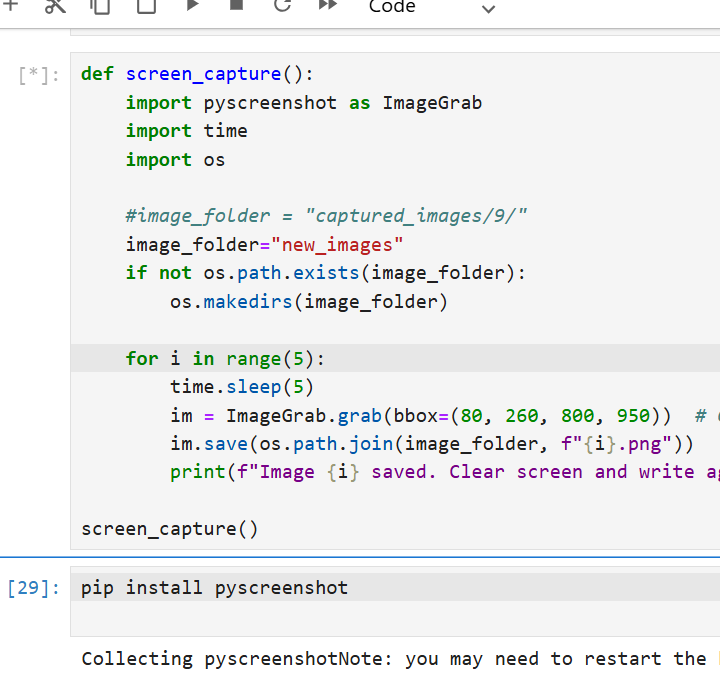 Code
[*]:
def screen_capture():
import pyscreenshot as ImageGrab
import time
import os
#image_folder = "captured_images/9/"
image_folder="new_images"
if not os.path.exists(image_folder):
os.makedirs(image_folder)
for i in range(5):
time.sleep(5)
im = ImageGrab.grab(bbox=(80, 260, 800, 950)) #
im.save(os.path.join(image_folder, f"{i}.png"))
print(f"Image {i} saved. Clear screen and write
screen_capture()
[29]:
pip install pyscreenshot
Collecting pyscreenshotNote: you may need to restart the